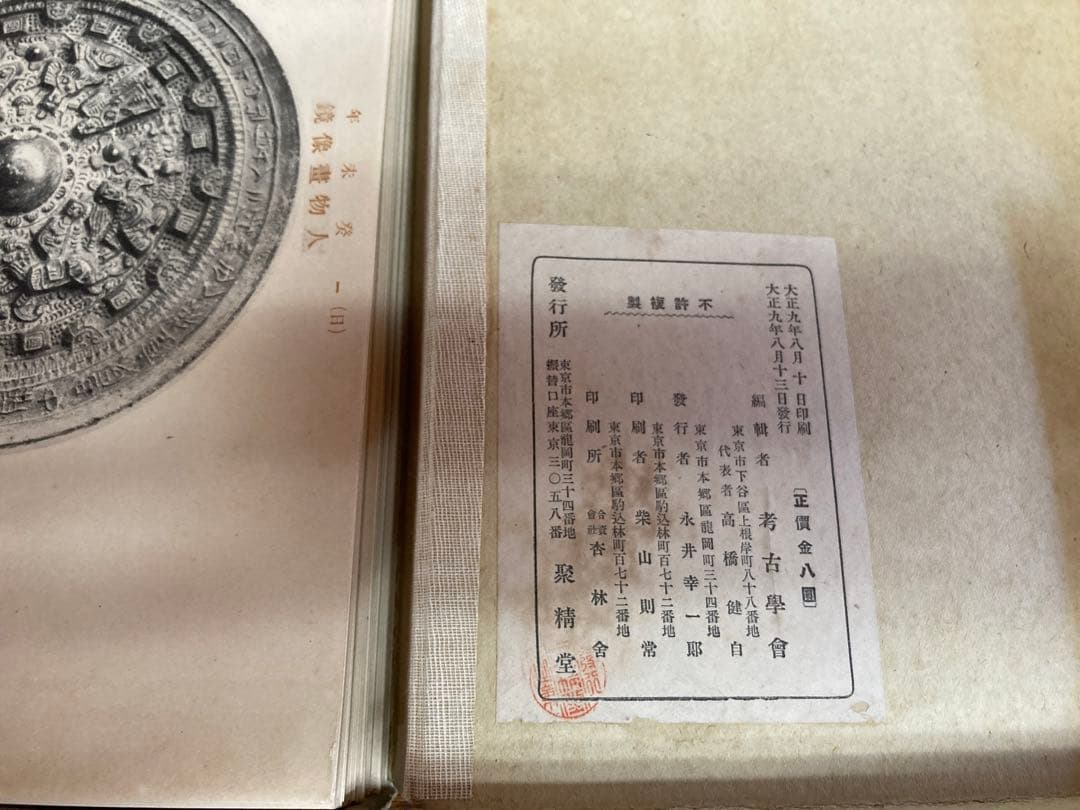 (日) 一 癸未年
人物畫像鏡
大正九年八月十日印刷
大正九年八月十三日發行
〔正價金八圓〕
不許複製
編輯者 考古學會
東京市下谷區上根岸町八十八番地
代表者 高橋健自
東京市本鄉區龍岡町三十四番地
發行者 永井幸一郎
東京市本鄉區駒込林町百七十二番地
印刷者 柴山則常
東京市本鄉區駒込林町百七十二番地
印刷所 合資會社 杏林舍
東京市本鄉區龍岡町三十四番地
發行所 聚精堂
振替口座東京三〇五八番